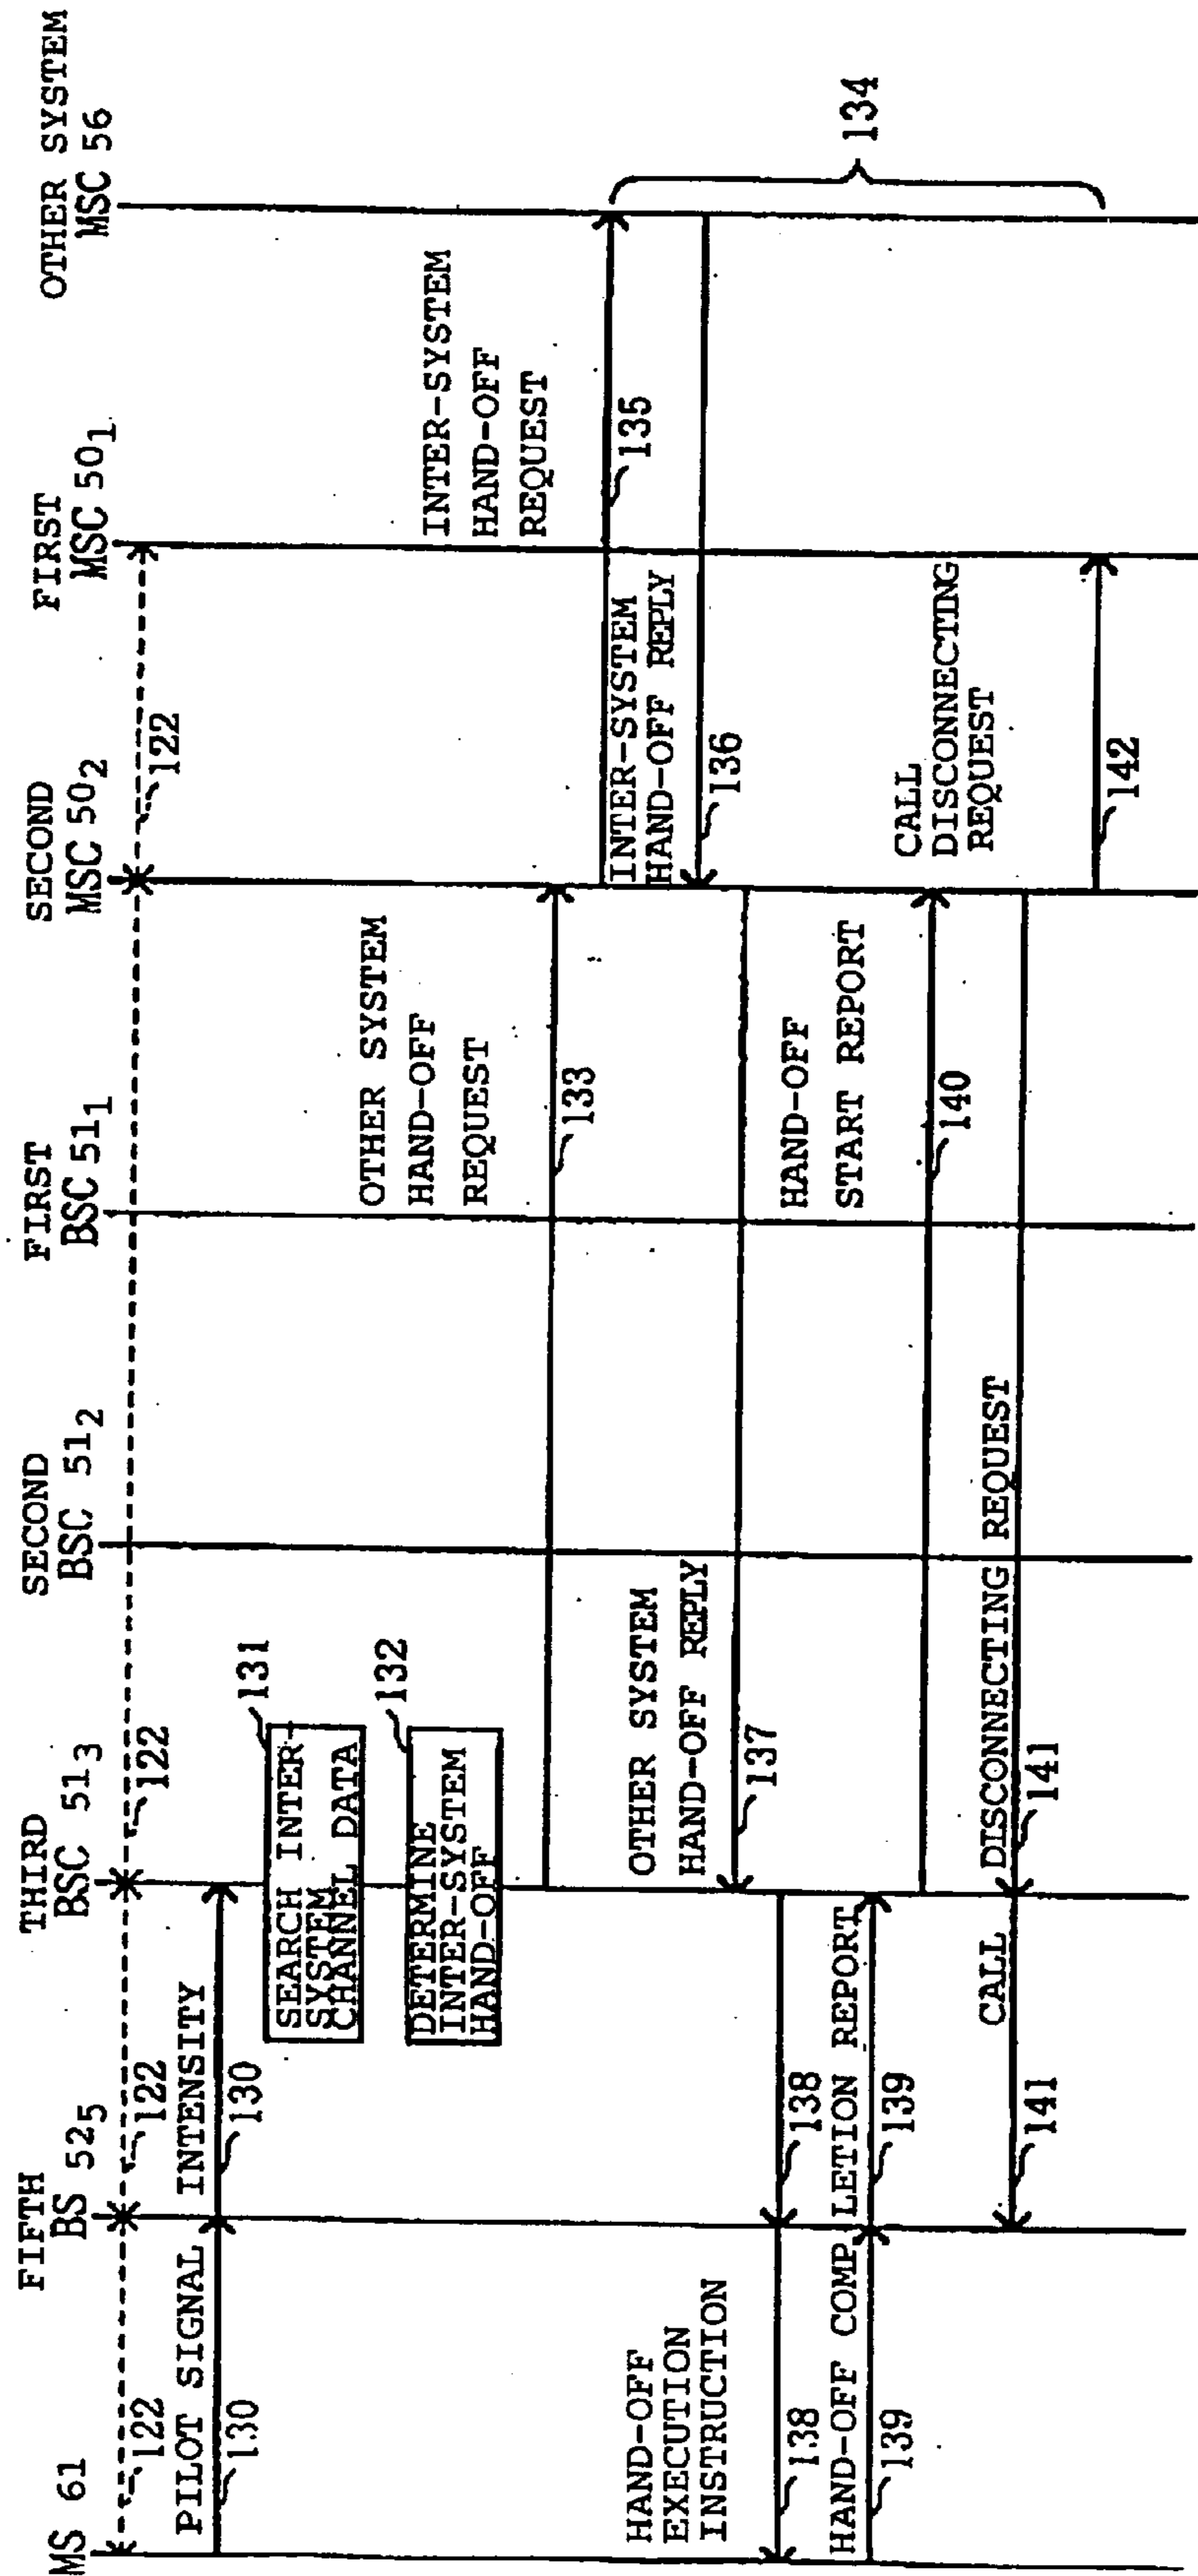 MS 61
FIFTH
BS 52₅
THIRD
BSC 51₃
SECOND
BSC 51₂
FIRST
BSC 51₁
SECOND
MSC 50₂
FIRST
MSC 50₁
OTHER SYSTEM
MSC 56
122
122
122
122
PILOT SIGNAL INTENSITY
130
130
131
SEARCH INTER-
SYSTEM
CHANNEL DATA
132
DETERMINE
INTER-SYSTEM
HAND-OFF
OTHER SYSTEM
HAND-OFF
REQUEST
133
INTER-SYSTEM
HAND-OFF
REQUEST
135
134
INTER-SYSTEM
HAND-OFF REPLY
136
OTHER SYSTEM
HAND-OFF REPLY
137
HAND-OFF
EXECUTION
INSTRUCTION
138
138
HAND-OFF COMPLETION REPORT
139
139
HAND-OFF
START REPORT
140
CALL DISCONNECTING REQUEST
141
141
CALL
DISCONNECTING
REQUEST
142